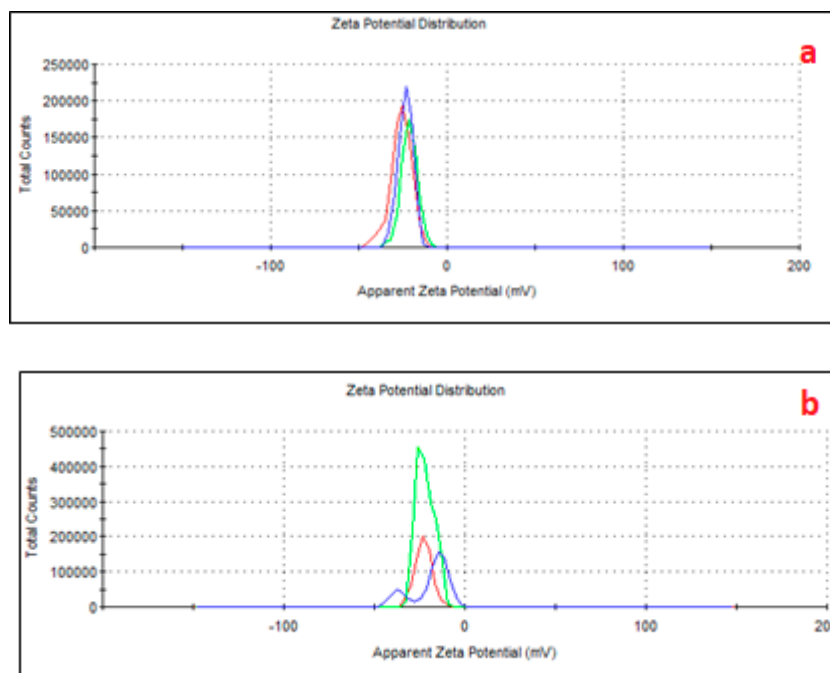 Zeta Potential Distribution
a
250000
200000
150000
100000
50000
0
Total Counts
-100 0 100 200
Apparent Zeta Potential (mV)
Zeta Potential Distribution
b
500000
400000
300000
200000
100000
0
Total Counts
-100 0 100 20
Apparent Zeta Potential (mV)